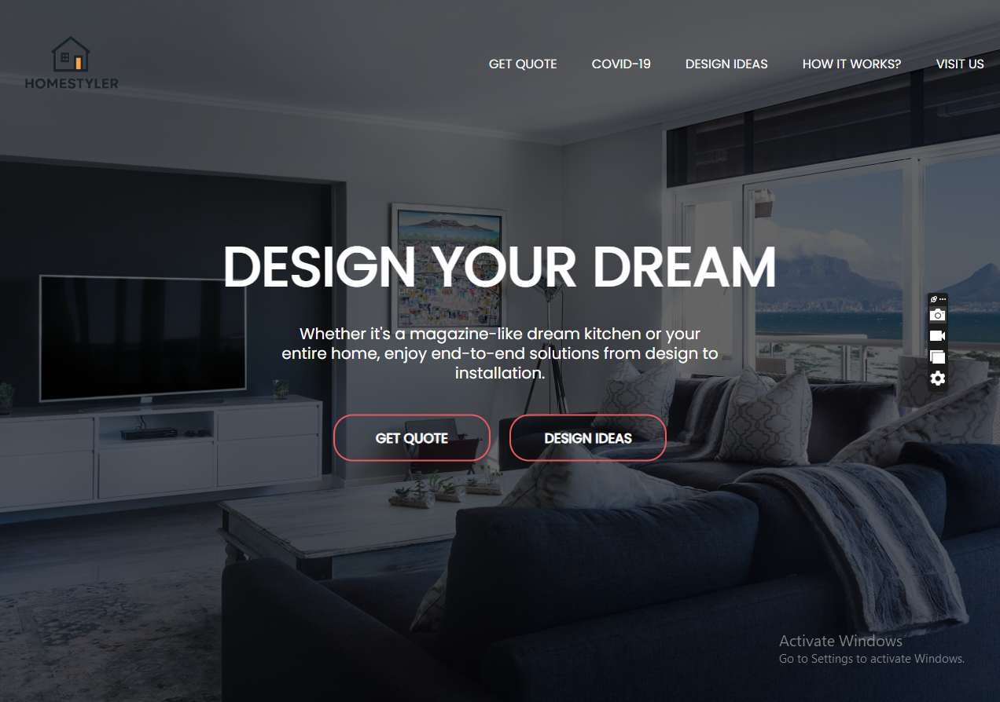 HOMESTYLER
GET QUOTE COVID-19 DESIGN IDEAS HOW IT WORKS? VISIT US
DESIGN YOUR DREAM
Whether it's a magazine-like dream kitchen or your
entire home, enjoy end-to-end solutions from design to
installation.
GET QUOTE DESIGN IDEAS
Activate Windows
Go to Settings to activate Windows.